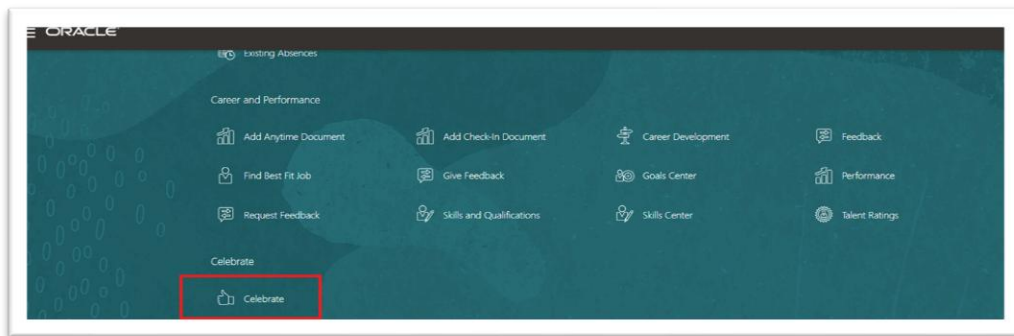 ORACLE
Existing Absences
Career and Performance
Add Anytime Document Add Check-In Document Career Development Feedback
Find Best Fit Job Give Feedback Goals Center Performance
Request Feedback Skills and Qualifications Skills Center Talent Ratings
Celebrate
Celebrate